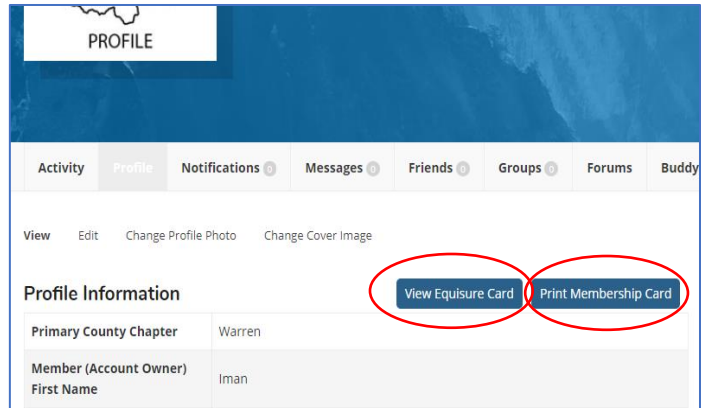 PROFILE
Activity Profile Notifications 0 Messages 0 Friends 0 Groups 0 Forums Buddy
View Edit Change Profile Photo Change Cover Image
Profile Information View Equisure Card Print Membership Card
Primary County Chapter Warren
Member (Account Owner)
First Name Iman